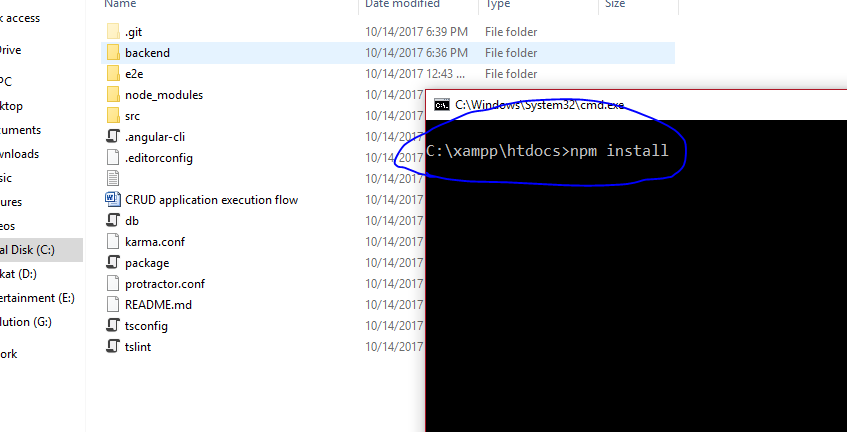 Name Date modified Type Size
.git 10/14/2017 6:39 PM File folder
backend 10/14/2017 6:36 PM File folder
e2e 10/14/2017 12:43 ... File folder
node_modules 10/14/2017
src 10/14/2017
.angular-cli 10/14/2017
.editorconfig 10/14/2017
10/14/2017
CRUD application execution flow 10/14/2017
db 10/14/2017
karma.conf 10/14/2017
package 10/14/2017
protractor.conf 10/14/2017
README.md 10/14/2017
tsconfig 10/14/2017
tslint 10/14/2017
k access
Drive
PC
sktop
cuments
wnloads
sic
ures
eos
al Disk (C:)
kat (D:)
ertainment (E:)
lution (G:)
ork
C:\Windows\System32\cmd.exe
C:\xampp\htdocs>npm install